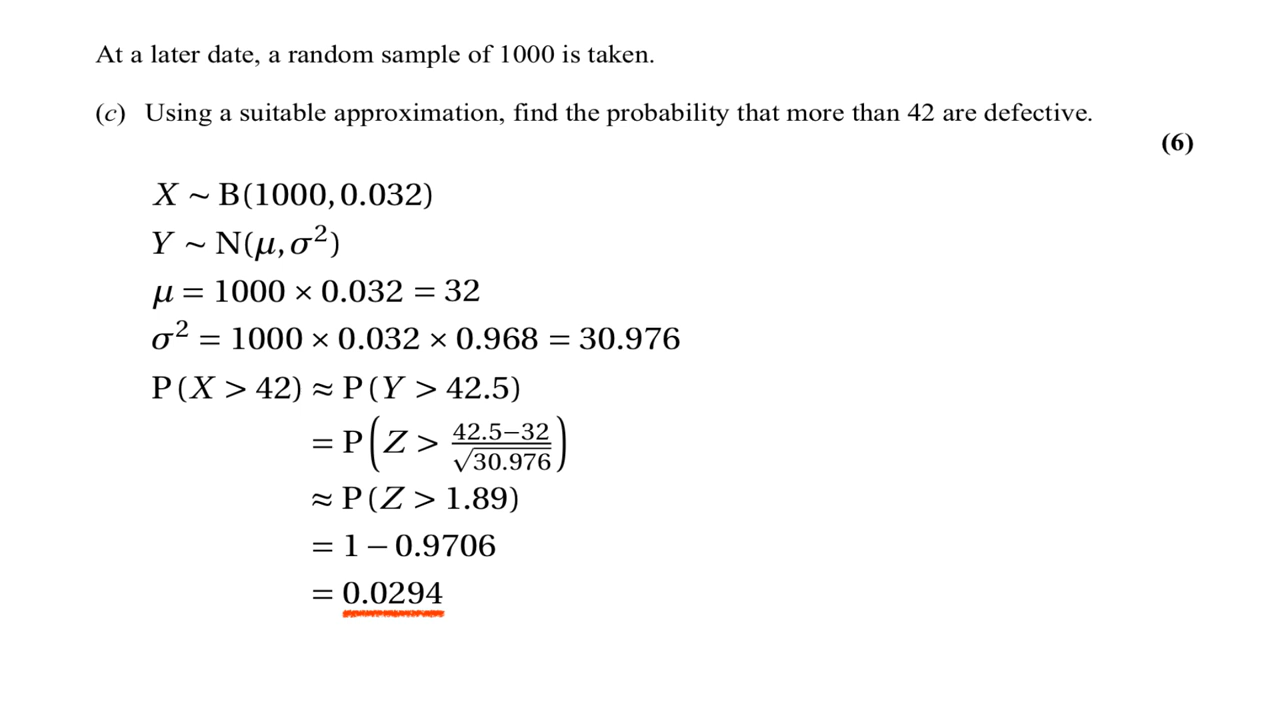 At a later date, a random sample of 1000 is taken.
(c) Using a suitable approximation, find the probability that more than 42 are defective.
(6)
X ~ B(1000, 0.032)
Y ~ N(μ, σ²)
μ = 1000 × 0.032 = 32
σ² = 1000 × 0.032 × 0.968 = 30.976
P(X > 42) ≈ P(Y > 42.5)
= P(Z > (42.5−32)/√30.976)
≈ P(Z > 1.89)
= 1 − 0.9706
= 0.0294